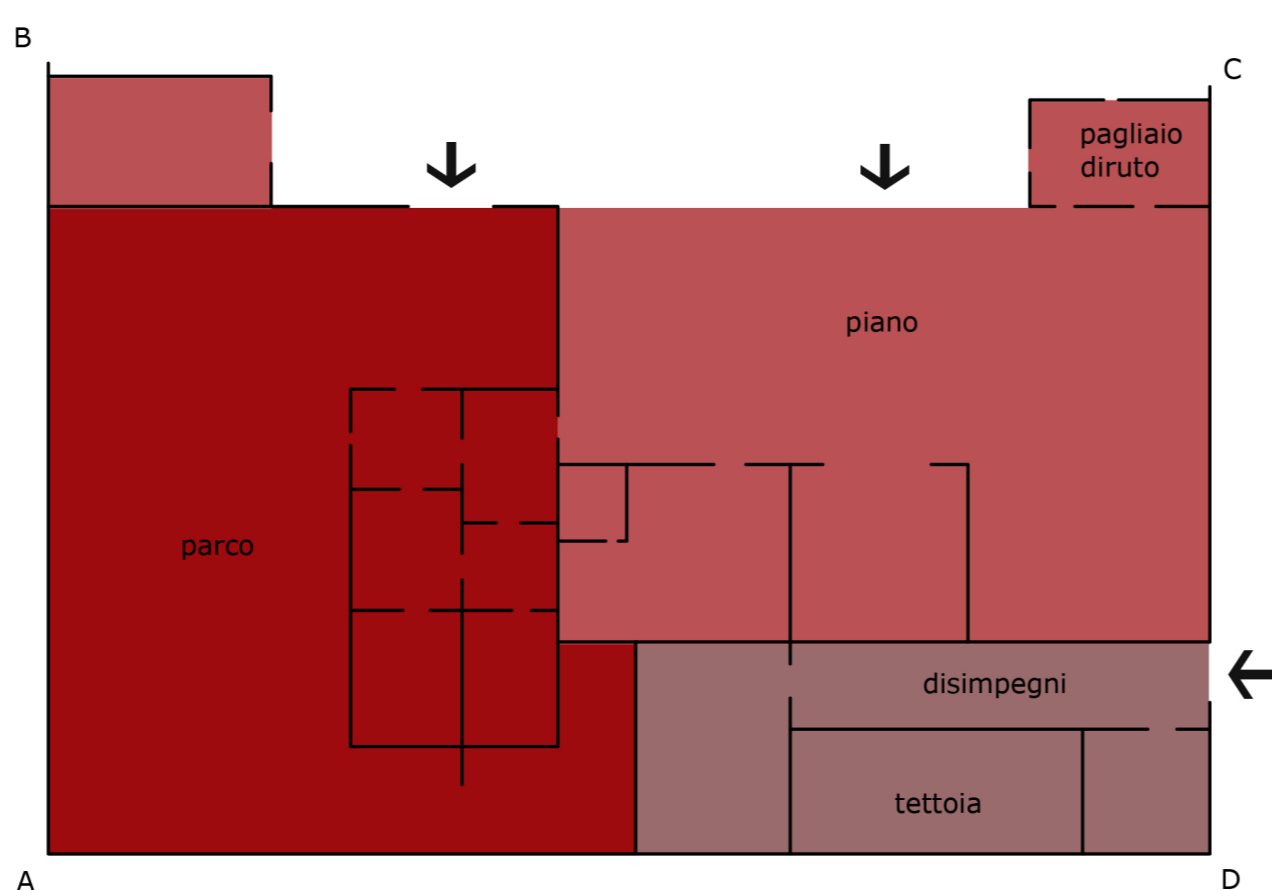 B
C
pagliaio
diruto
piano
parco
disimpegni
tettoia
A
D